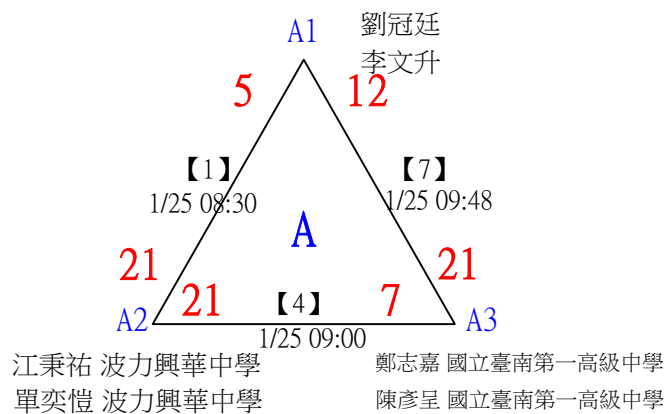 A1
劉冠廷
李文升
5
12
【1】
【7】
1/25 08:30
1/25 09:48
A
21
21
21
【4】
7
A2
A3
1/25 09:00
江秉祐 波力興華中學
鄭志嘉 國立臺南第一高級中學
單奕愷 波力興華中學
陳彥呈 國立臺南第一高級中學